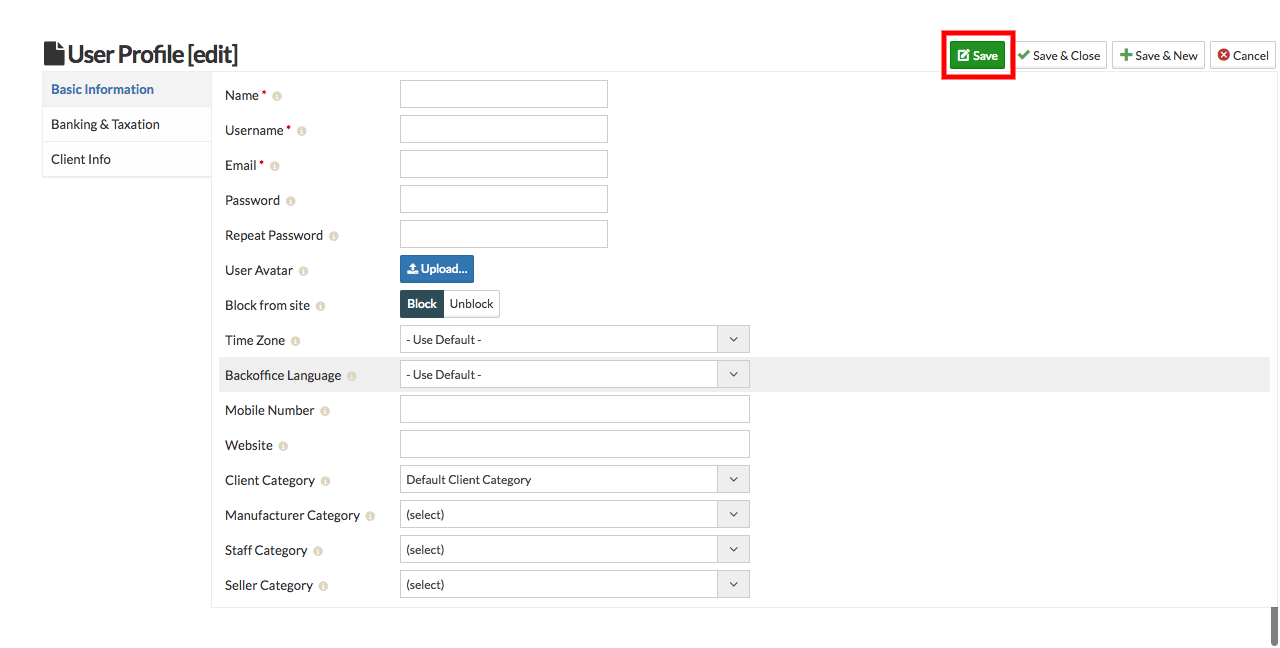 User Profile [edit]
Save
Save & Close
Save & New
Cancel
Basic Information
Banking & Taxation
Client Info
Name *
Username *
Email *
Password
Repeat Password
User Avatar
Upload...
Block from site
Block
Unblock
Time Zone
- Use Default -
Backoffice Language
- Use Default -
Mobile Number
Website
Client Category
Default Client Category
Manufacturer Category
(select)
Staff Category
(select)
Seller Category
(select)